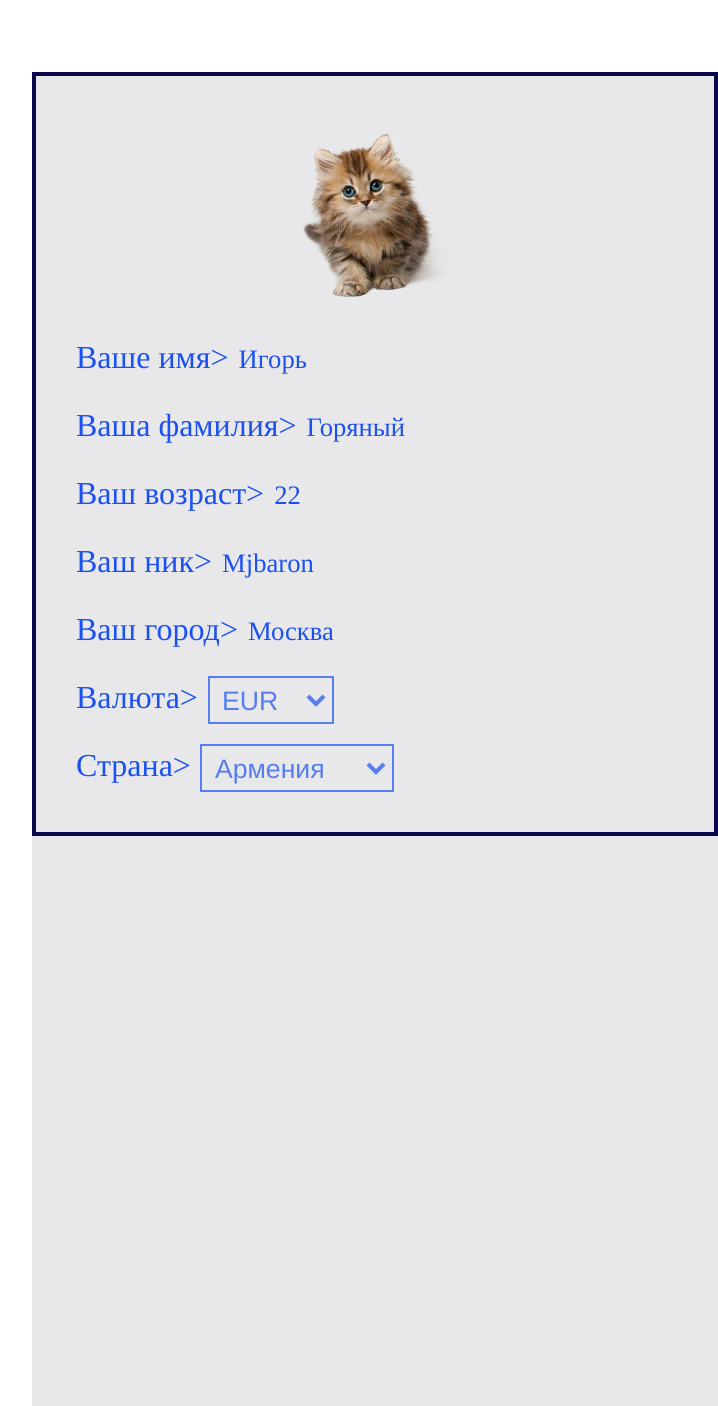 Ваше имя> Игорь
Ваша фамилия> Горяный
Ваш возраст> 22
Ваш ник> Mjbaron
Ваш город> Москва
Валюта> EUR
Страна> Армения